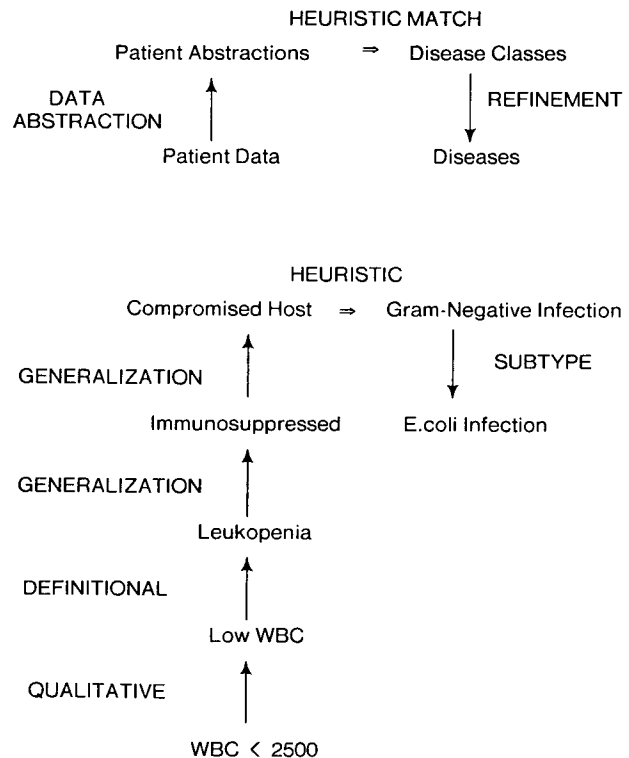 HEURISTIC MATCH
Patient Abstractions ⇒ Disease Classes
DATA
ABSTRACTION
REFINEMENT
Patient Data
Diseases
HEURISTIC
Compromised Host ⇒ Gram-Negative Infection
GENERALIZATION
SUBTYPE
Immunosuppressed
E.coli Infection
GENERALIZATION
Leukopenia
DEFINITIONAL
Low WBC
QUALITATIVE
WBC < 2500